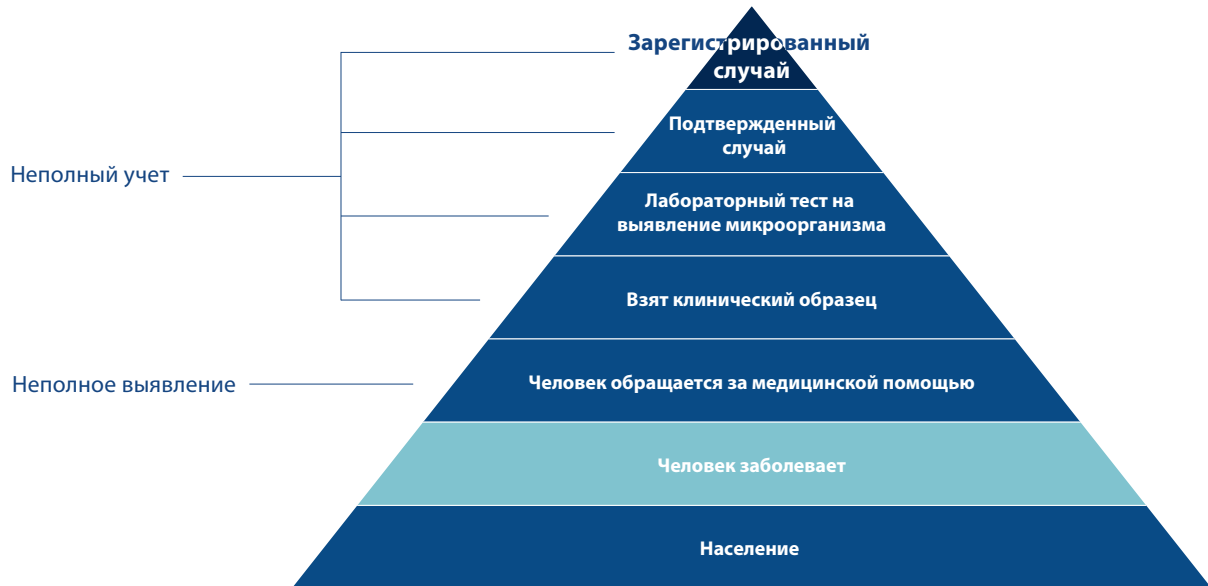 Зарегистрированный
случай
Подтвержденный
случай
Неполный учет
Лабораторный тест на
выявление микроорганизма
Взят клинический образец
Неполное выявление
Человек обращается за медицинской помощью
Человек заболевает
Население